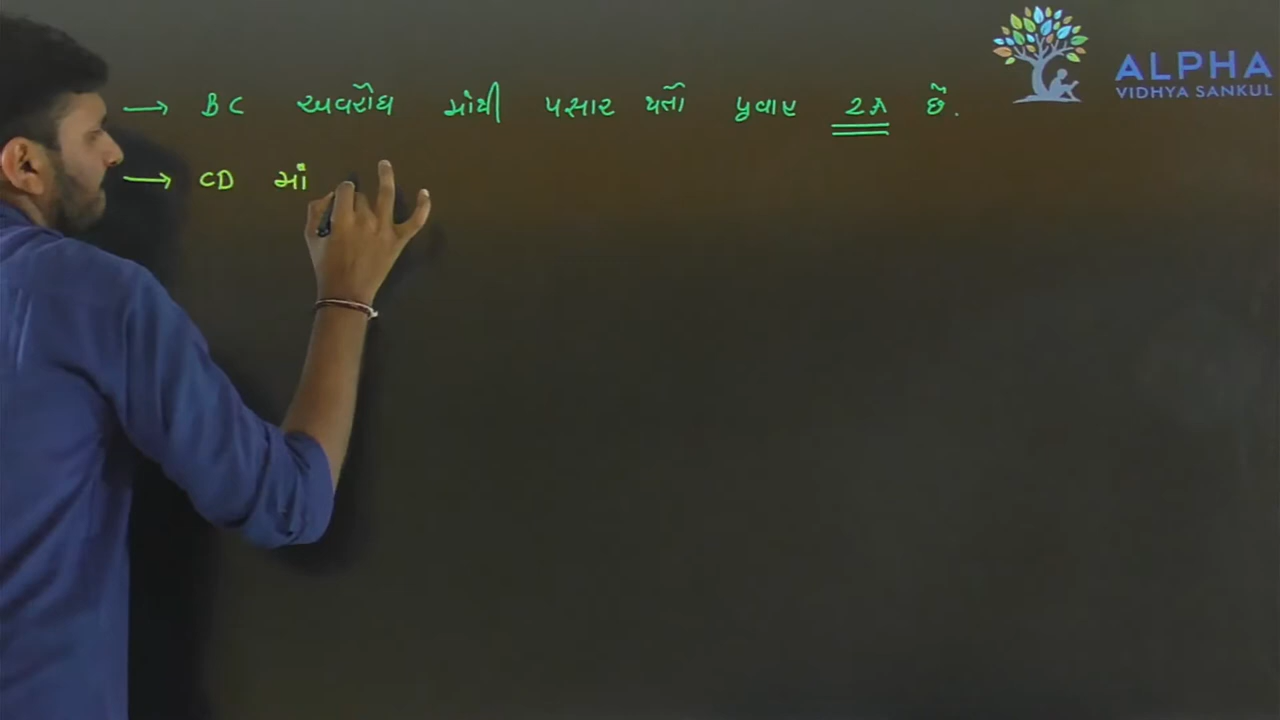 ALPHA
VIDHYA SANKUL
→ BC અવરોધ માંથી પસાર થતો પ્રવાહ 2A છે.
→ CD માં